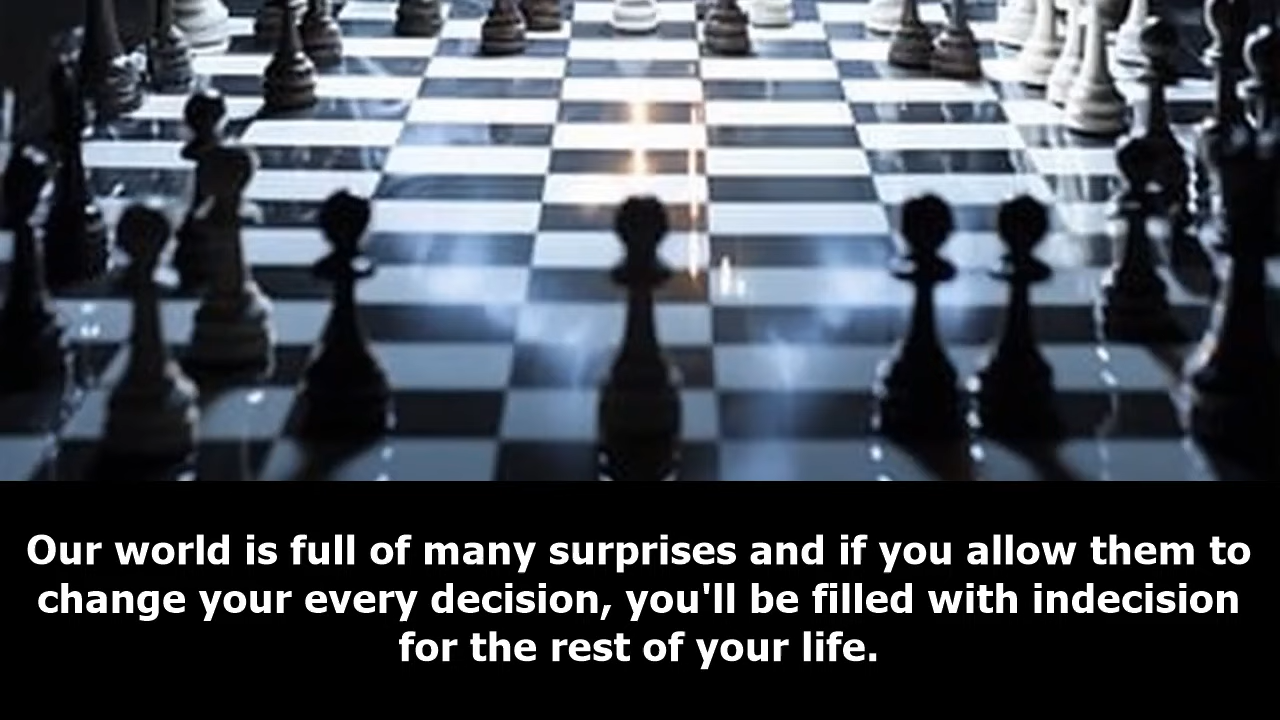 Our world is full of many surprises and if you allow them to
change your every decision, you'll be filled with indecision
for the rest of your life.